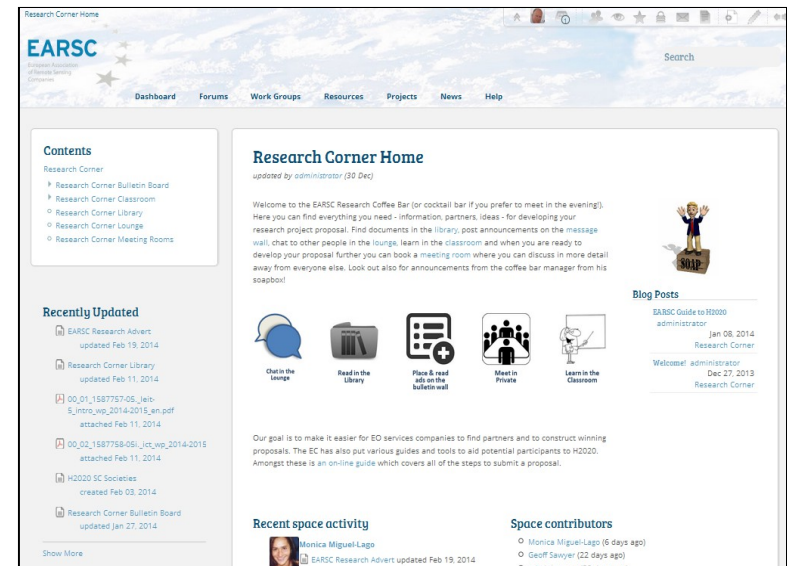 Research Corner Home
EARSC
European Association
of Remote Sensing
Companies
Search
Dashboard Forums Work Groups Resources Projects News Help
Contents
Research Corner
Research Corner Bulletin Board
Research Corner Classroom
Research Corner Library
Research Corner Lounge
Research Corner Meeting Rooms
Recently Updated
EARSC Research Advert
updated Feb 19, 2014
Research Corner Library
updated Feb 11, 2014
00_01_1587757-05._leit-
5_intro_wp_2014-2015_en.pdf
attached Feb 11, 2014
00_02_1587758-05i._ict_wp_2014-2015
attached Feb 11, 2014
H2020 SC Societies
created Feb 03, 2014
Research Corner Bulletin Board
updated Jan 27, 2014
Show More
Research Corner Home
updated by administrator (30 Dec)
Welcome to the EARSC Research Coffee Bar (or cocktail bar if you prefer to meet in the evening!).
Here you can find everything you need - information, partners, ideas - for developing your
research project proposal. Find documents in the library, post announcements on the message
wall, chat to other people in the lounge, learn in the classroom and when you are ready to
develop your proposal further you can book a meeting room where you can discuss in more detail
away from everyone else. Look out also for announcements from the coffee bar manager from his
soapbox!
Chat in the
Lounge
Read in the
Library
Place & read
ads on the
bulletin wall
Meet in
Private
Learn in the
Classroom
Our goal is to make it easier for EO services companies to find partners and to construct winning
proposals. The EC has also put various guides and tools to aid potential participants to H2020.
Amongst these is an on-line guide which covers all of the steps to submit a proposal.
Recent space activity
Monica Miguel-Lago
EARSC Research Advert updated Feb 19, 2014
Space contributors
Monica Miguel-Lago (6 days ago)
Geoff Sawyer (22 days ago)
SOAP
Blog Posts
EARSC Guide to H2020
administrator
Jan 08, 2014
Research Corner
Welcome! administrator
Dec 27, 2013
Research Corner